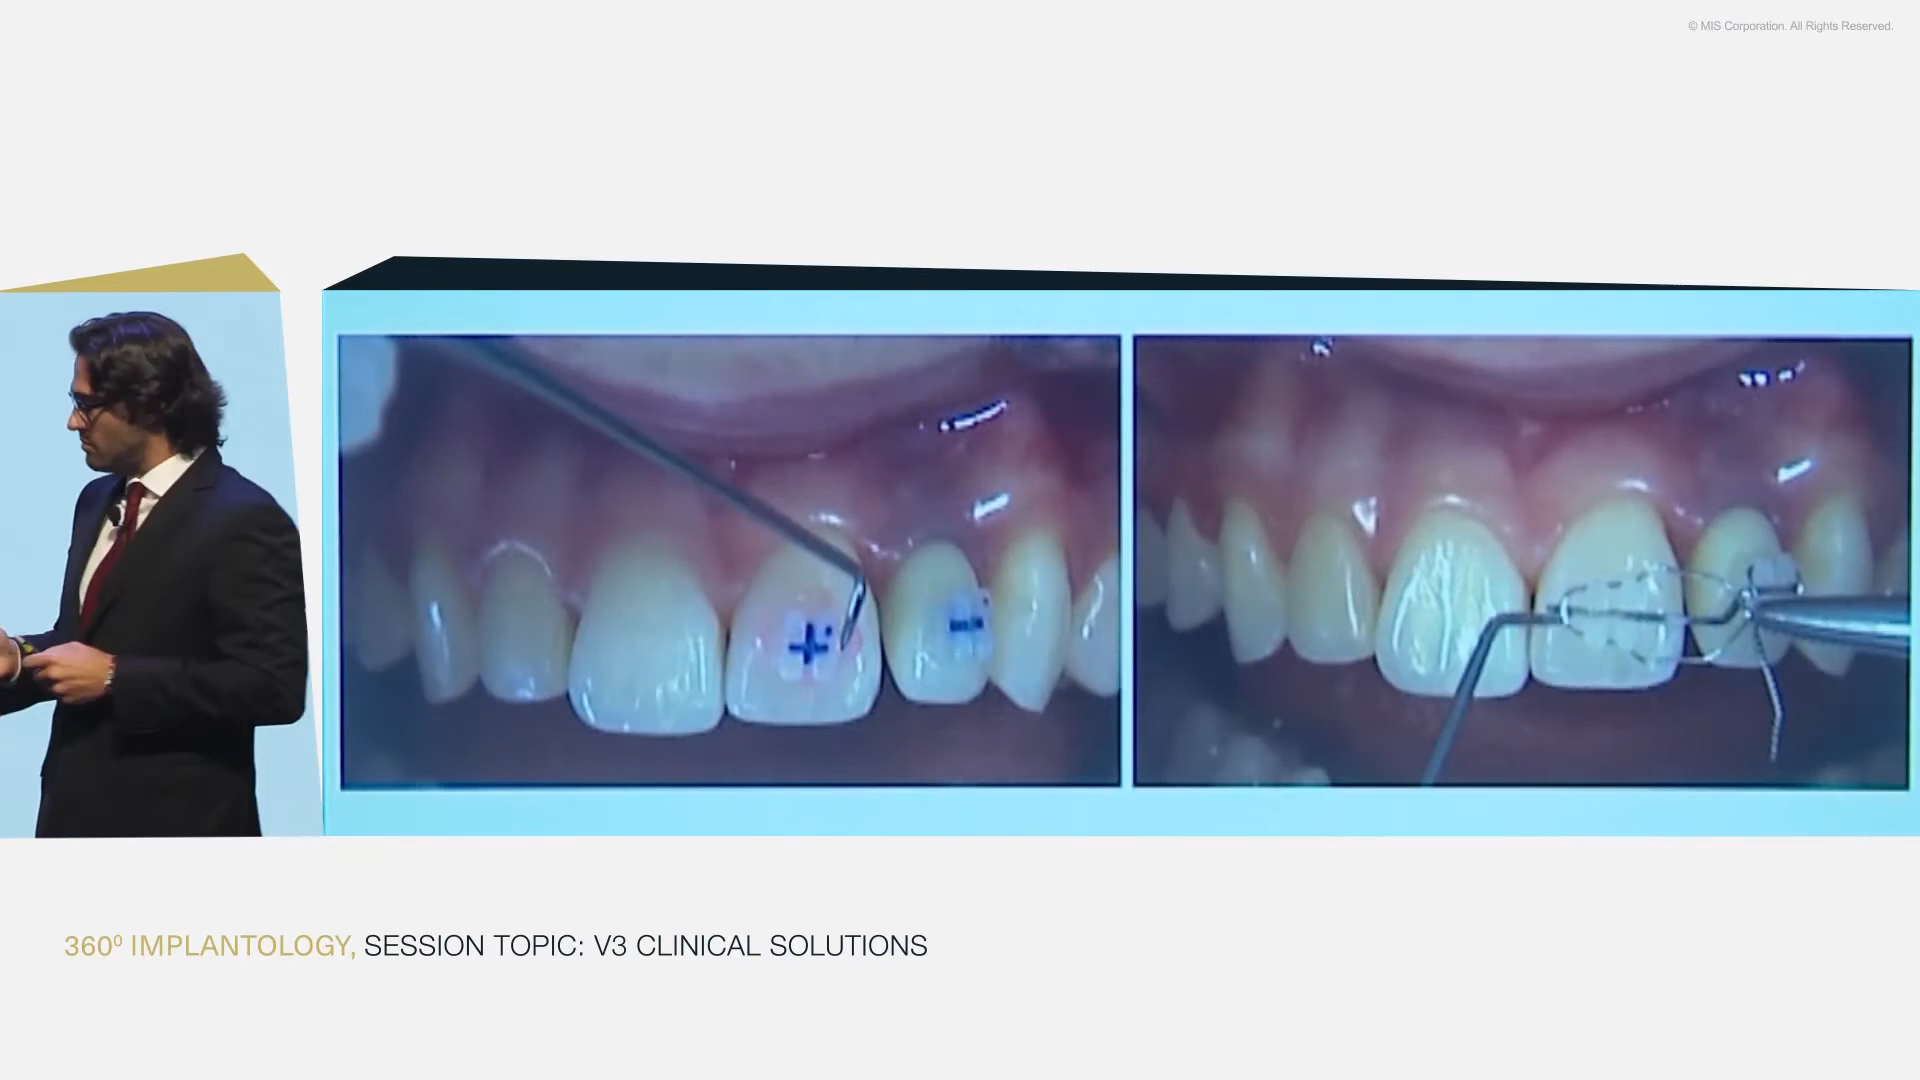 © MIS Corporation. All Rights Reserved.
360⁰ IMPLANTOLOGY, SESSION TOPIC: V3 CLINICAL SOLUTIONS